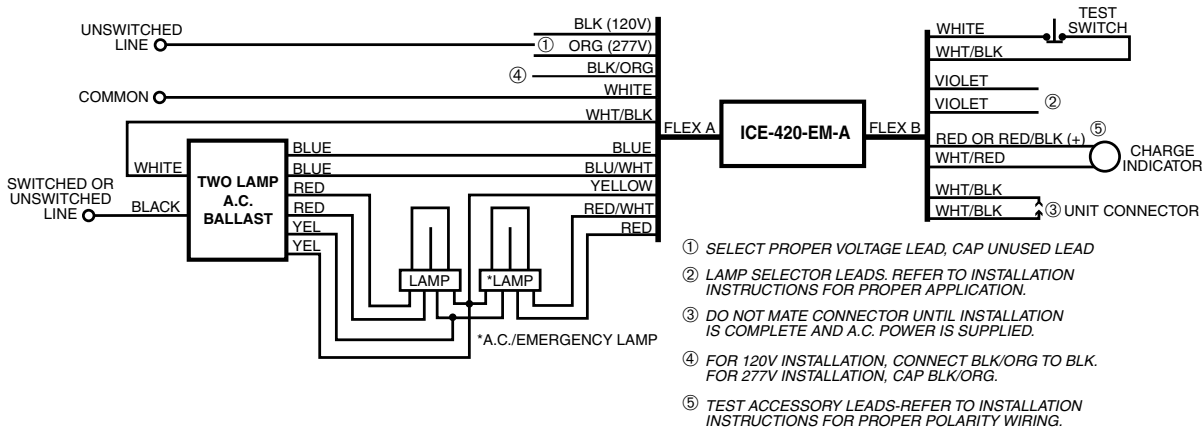 UNSWITCHED
LINE
BLK (120V)
① ORG (277V)
④ BLK/ORG
COMMON
WHITE
WHT/BLK
FLEX A
ICE-420-EM-A
FLEX B
WHITE
TEST
SWITCH
WHT/BLK
VIOLET
VIOLET
②
RED OR RED/BLK (+) ⑤
WHT/RED
CHARGE
INDICATOR
WHT/BLK
WHT/BLK
③ UNIT CONNECTOR
WHITE
SWITCHED OR
UNSWITCHED
LINE
BLACK
TWO LAMP
A.C.
BALLAST
BLUE
BLUE
RED
RED
YEL
YEL
BLUE
BLU/WHT
YELLOW
RED/WHT
RED
LAMP
*LAMP
*A.C./EMERGENCY LAMP
① SELECT PROPER VOLTAGE LEAD, CAP UNUSED LEAD
② LAMP SELECTOR LEADS. REFER TO INSTALLATION
INSTRUCTIONS FOR PROPER APPLICATION.
③ DO NOT MATE CONNECTOR UNTIL INSTALLATION
IS COMPLETE AND A.C. POWER IS SUPPLIED.
④ FOR 120V INSTALLATION, CONNECT BLK/ORG TO BLK.
FOR 277V INSTALLATION, CAP BLK/ORG.
⑤ TEST ACCESSORY LEADS-REFER TO INSTALLATION
INSTRUCTIONS FOR PROPER POLARITY WIRING.